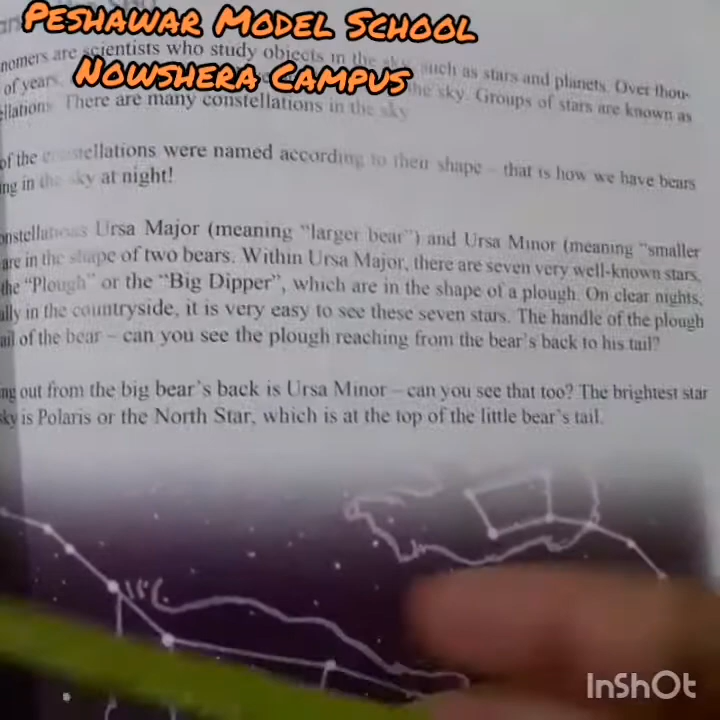 PESHAWAR MODEL SCHOOL
NOWSHERA CAMPUS
nomers are scientists who study objects in the sky, such as stars and planets. Over thou-
of years, the sky. Groups of stars are known as
ellations. There are many constellations in the sky
of the constellations were named according to their shape – that is how we have bears
ing in the sky at night!
onstellations Ursa Major (meaning “larger bear”) and Ursa Minor (meaning “smaller
are in the shape of two bears. Within Ursa Major, there are seven very well-known stars,
the “Plough” or the “Big Dipper”, which are in the shape of a plough. On clear nights,
ally in the countryside, it is very easy to see these seven stars. The handle of the plough
ail of the bear – can you see the plough reaching from the bear’s back to his tail?
ng out from the big bear’s back is Ursa Minor – can you see that too? The brightest star
sky is Polaris or the North Star, which is at the top of the little bear’s tail.
InShOt